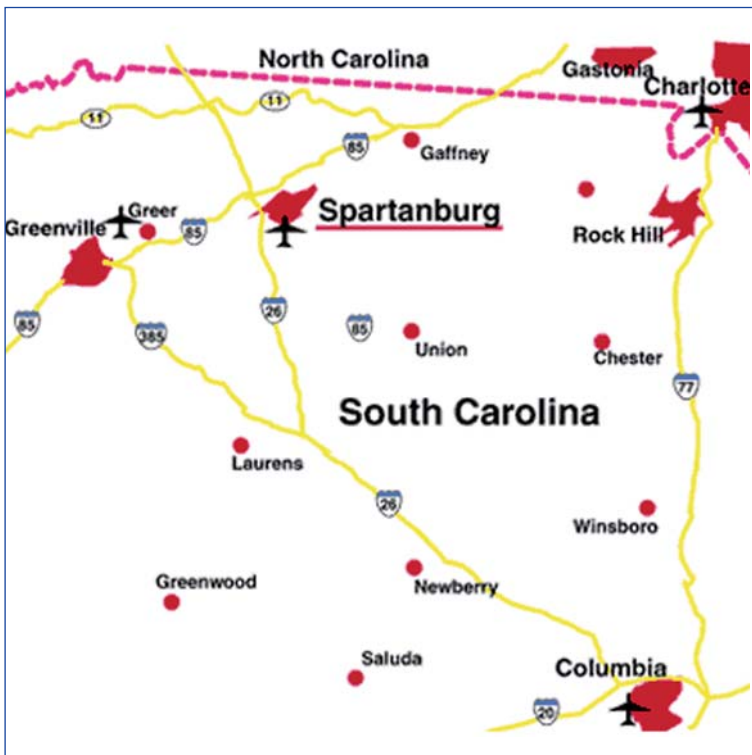 North Carolina
Gastonia
Charlotte
11
11
85
Gaffney
Greer
Spartanburg
Greenville
85
Rock Hill
85
385
26
85
Union
Chester
77
South Carolina
Laurens
26
Winsboro
Greenwood
Newberry
Saluda
Columbia
20